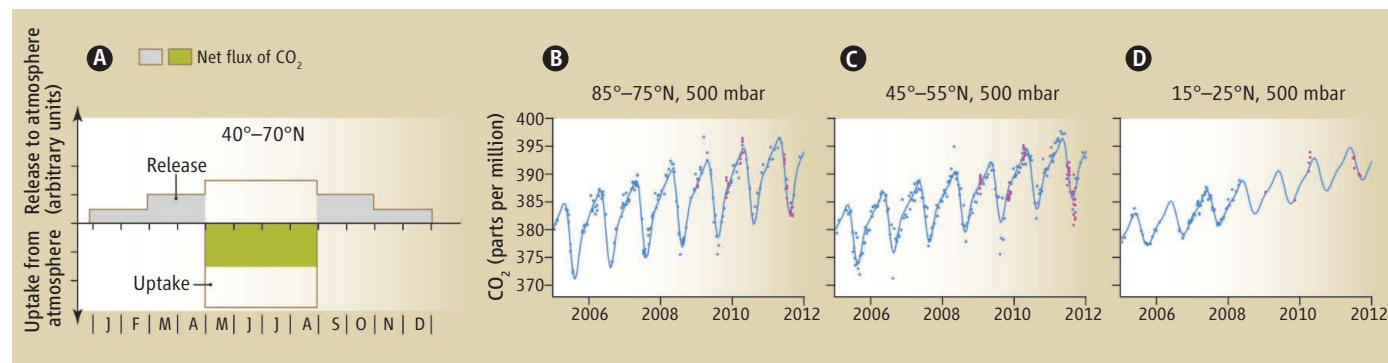 A
Net flux of CO2
Release to atmosphere
(arbitrary units)
Uptake from
atmosphere
40°–70°N
Release
Uptake
| J | F | M | A | M | J | J | A | S | O | N | D |
B
85°–75°N, 500 mbar
CO2 (parts per million)
400
395
390
385
380
375
370
2006 2008 2010 2012
C
45°–55°N, 500 mbar
2006 2008 2010 2012
D
15°–25°N, 500 mbar
2006 2008 2010 2012